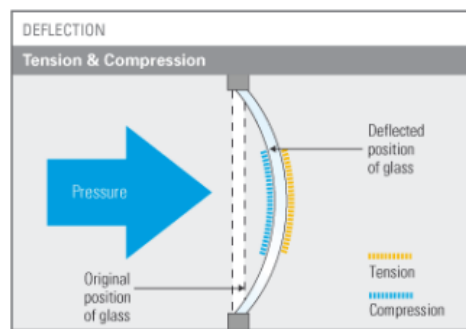 DEFLECTION
Tension & Compression
Deflected
position
of glass
Pressure
Original
position
of glass
Tension
Compression